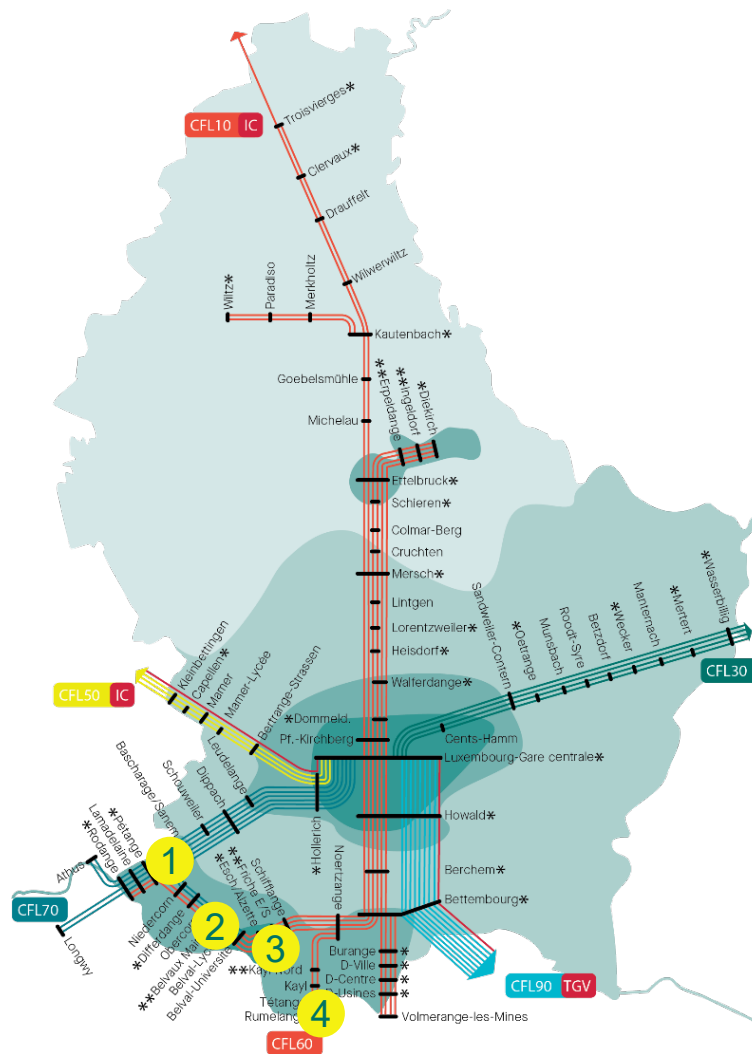 Troisvierges*
CFL10 IC
Clervaux*
Drauffelt
Wilwerwiltz
Wiltz*
Paradiso
Merkholtz
Kautenbach*
Goebelsmühle
**Erpeldange
**Ingeldorf
*Diekirch
Michelau
Ettelbruck*
Schieren*
Colmar-Berg
Cruchten
Mersch*
Lintgen
Lorentzweiler*
Heisdorf*
Walferdange*
*Dommeld.
Pf.-Kirchberg
Sandweiler-Contern
*Oetrange
Munsbach
Roodt-Syre
Betzdorf
*Wecker
Manternach
*Mertert
*Wasserbillig
CFL30
Cents-Hamm
Luxembourg-Gare centrale*
CFL50 IC
Kleinbettingen
Capellen*
Mamer
Mamer-Lycée
Bertrange-Strassen
Leudelange
Dippach
Schouweiler
Bascharage/Sanem
*Pétange
Lamadelaine
*Rodange
Athus
CFL70
Longwy
*Hollerich
Howald*
Berchem*
Bettembourg*
Noertzange
Schifflange
**Friche E/S
*Esch/Alzette
1
2
3
4
Niedercorn
*Differdange
Belval-Université
**Kayl Nord
Kayl
CFL60
Burange *
D-Ville *
D-Centre *
*
Volmerange-les-Mines
CFL90 TGV